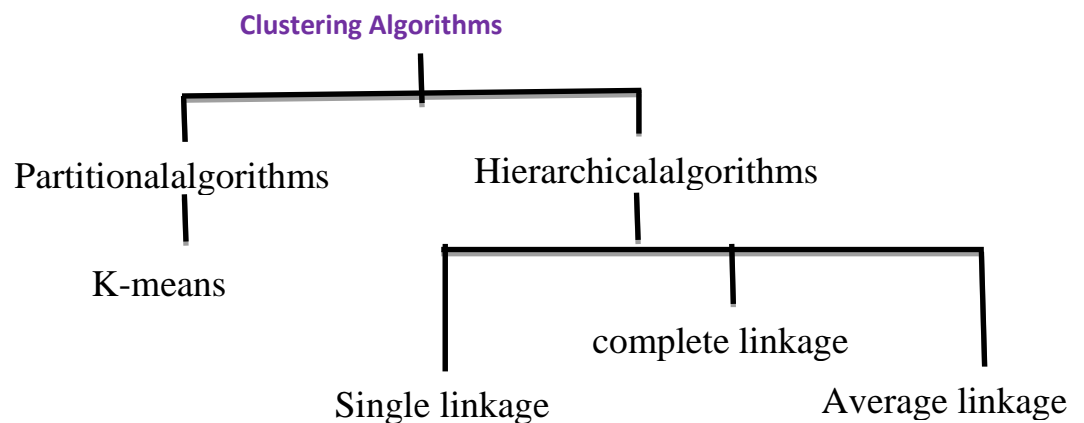 Clustering Algorithms
Partitionalalgorithms
Hierarchicalalgorithms
K-means
complete linkage
Single linkage
Average linkage